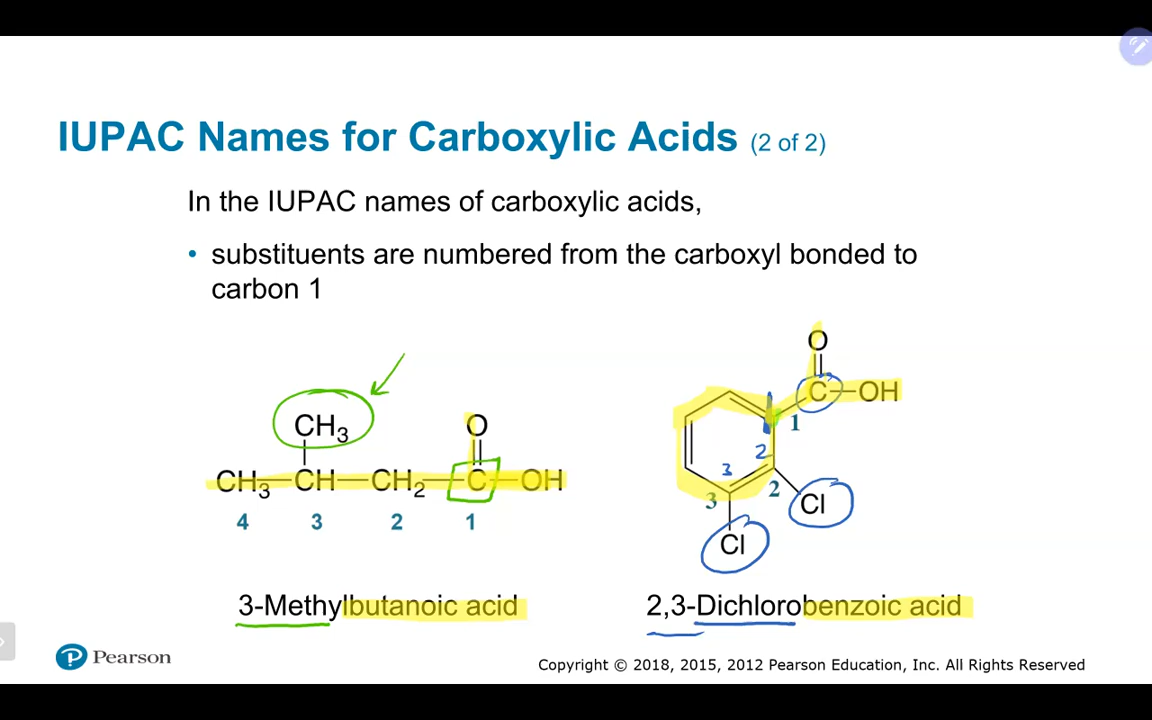 IUPAC Names for Carboxylic Acids (2 of 2)
In the IUPAC names of carboxylic acids,
• substituents are numbered from the carboxyl bonded to
carbon 1
CH3 O
CH3—CH—CH2—C—OH
4 3 2 1
3-Methylbutanoic acid
O
C—OH
1
1
2
3
2
3
Cl
Cl
2,3-Dichlorobenzoic acid
P Pearson
Copyright © 2018, 2015, 2012 Pearson Education, Inc. All Rights Reserved